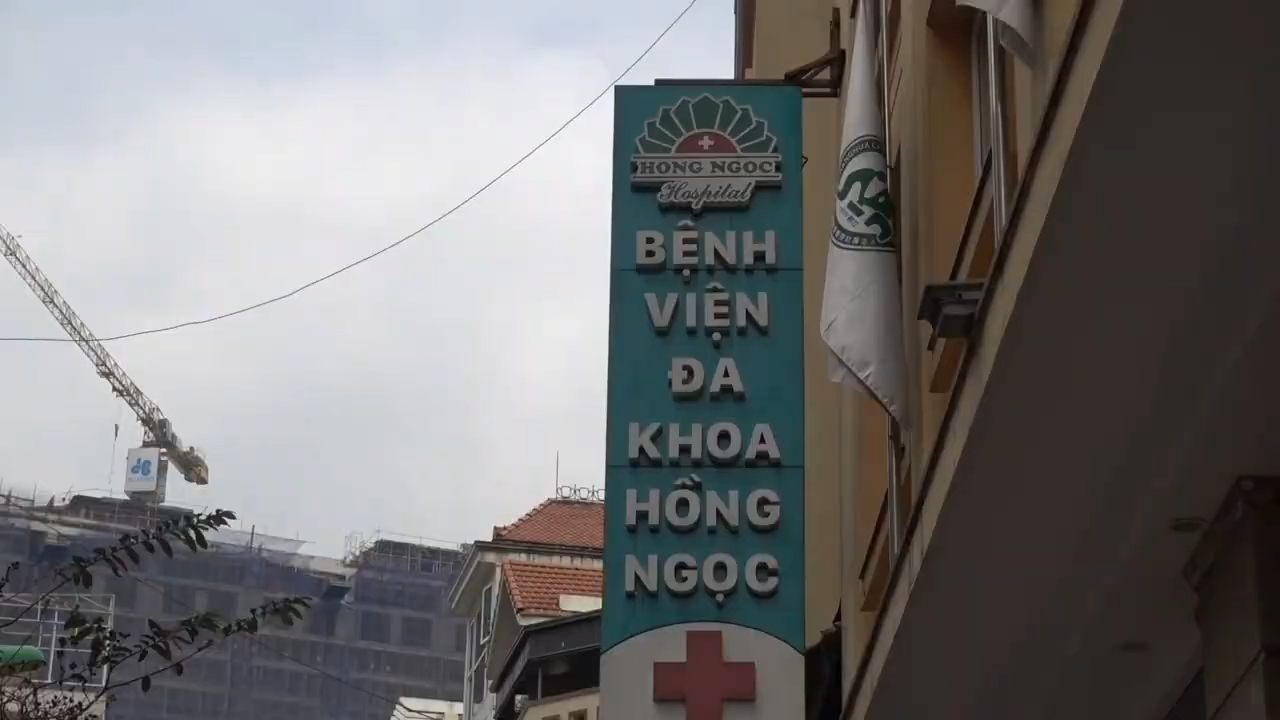 HONG NGOC
Hospital
BỆNH
VIỆN
ĐA
KHOA
HỒNG
NGỌC